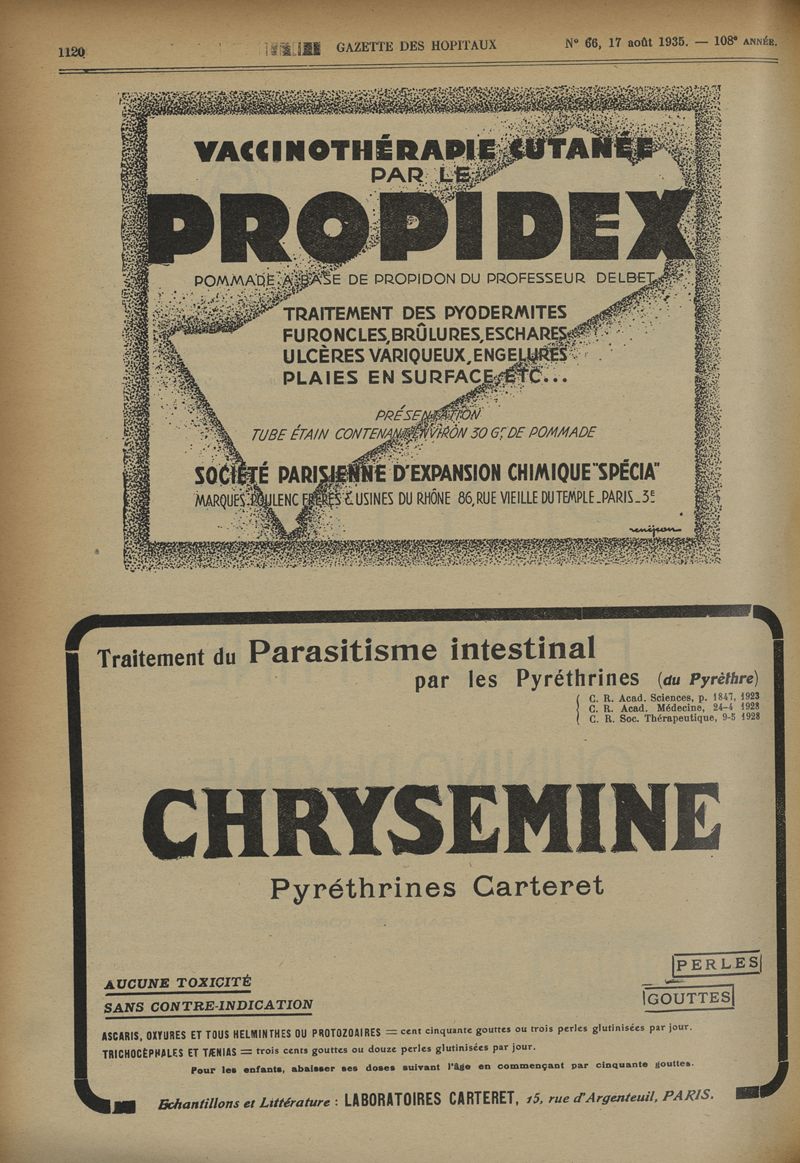 1120
GAZETTE DES HOPITAUX
N° 66, 17 août 1935. — 108e ANNÉE.
VACCINOTHÉRAPIE CUTANÉE
PAR LE
PROPIDEX
POMMADE A BASE DE PROPIDON DU PROFESSEUR DELBET
TRAITEMENT DES PYODERMITES
FURONCLES, BRÛLURES, ESCHARES
ULCÈRES VARIQUEUX, ENGELURES
PLAIES EN SURFACE, ETC...
PRÉSENTATION
TUBE ÉTAIN CONTENANT ENVIRON 30 Gr. DE POMMADE
SOCIÉTÉ PARISIENNE D'EXPANSION CHIMIQUE "SPÉCIA"
MARQUES POULENC FRÈRES & USINES DU RHÔNE 86, RUE VIEILLE DU TEMPLE_PARIS_3E
Traitement du Parasitisme intestinal
par les Pyréthrines (du Pyrèthre)
C. R. Acad. Sciences, p. 1847, 1923
C. R. Acad. Médecine, 24-4 1928
C. R. Soc. Thérapeutique, 9-5 1928
CHRYSEMINE
Pyréthrines Carteret
PERLES
AUCUNE TOXICITÉ
GOUTTES
SANS CONTRE-INDICATION
ASCARIS, OXYURES ET TOUS HELMINTHES OU PROTOZOAIRES = cent cinquante gouttes ou trois perles glutinisées par jour.
TRICHOCÉPHALES ET TÆNIAS = trois cents gouttes ou douze perles glutinisées par jour.
Pour les enfants, abaisser ses doses suivant l'âge en commençant par cinquante gouttes.
Echantillons et Littérature : LABORATOIRES CARTERET, 15, rue d'Argenteuil, PARIS.